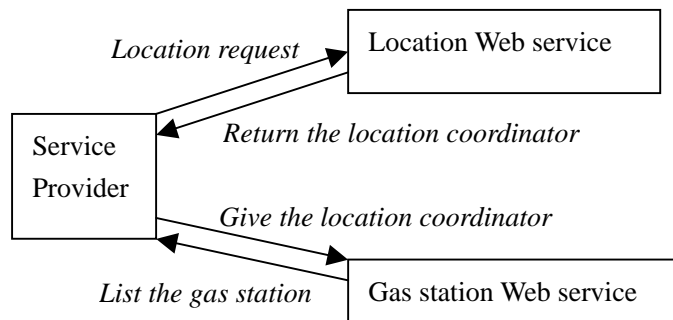 Location request
Location Web service
Return the location coordinator
Service
Provider
Give the location coordinator
List the gas station
Gas station Web service